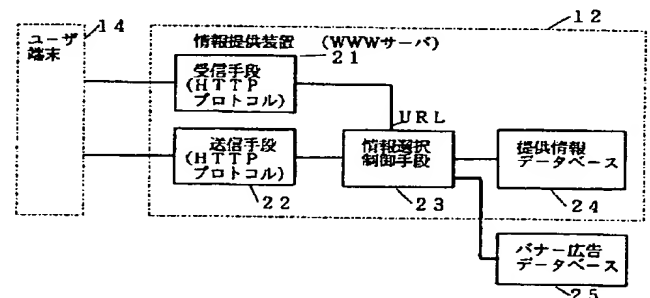 ユーザ
端末
14
12
情報提供装置 (WWWサーバ)
21
受信手段
(HTTP
プロトコル)
URL
送信手段
(HTTP
プロトコル)
22
情報選択
制御手段
23
提供情報
データベース
24
バナー広告
データベース
25